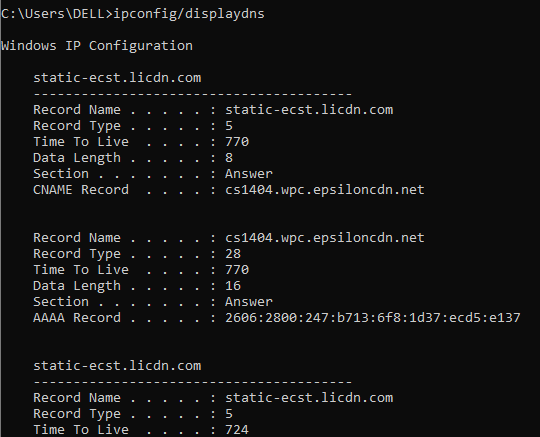 C:\Users\DELL>ipconfig/displaydns
Windows IP Configuration
static-ecst.licdn.com
----------------------------------------
Record Name . . . . . : static-ecst.licdn.com
Record Type . . . . . : 5
Time To Live  . . . . : 770
Data Length . . . . . : 8
Section . . . . . . . : Answer
CNAME Record  . . . . : cs1404.wpc.epsiloncdn.net
Record Name . . . . . : cs1404.wpc.epsiloncdn.net
Record Type . . . . . : 28
Time To Live  . . . . : 770
Data Length . . . . . : 16
Section . . . . . . . : Answer
AAAA Record . . . . . : 2606:2800:247:b713:6f8:1d37:ecd5:e137
static-ecst.licdn.com
----------------------------------------
Record Name . . . . . : static-ecst.licdn.com
Record Type . . . . . : 5
Time To Live  . . . . : 724